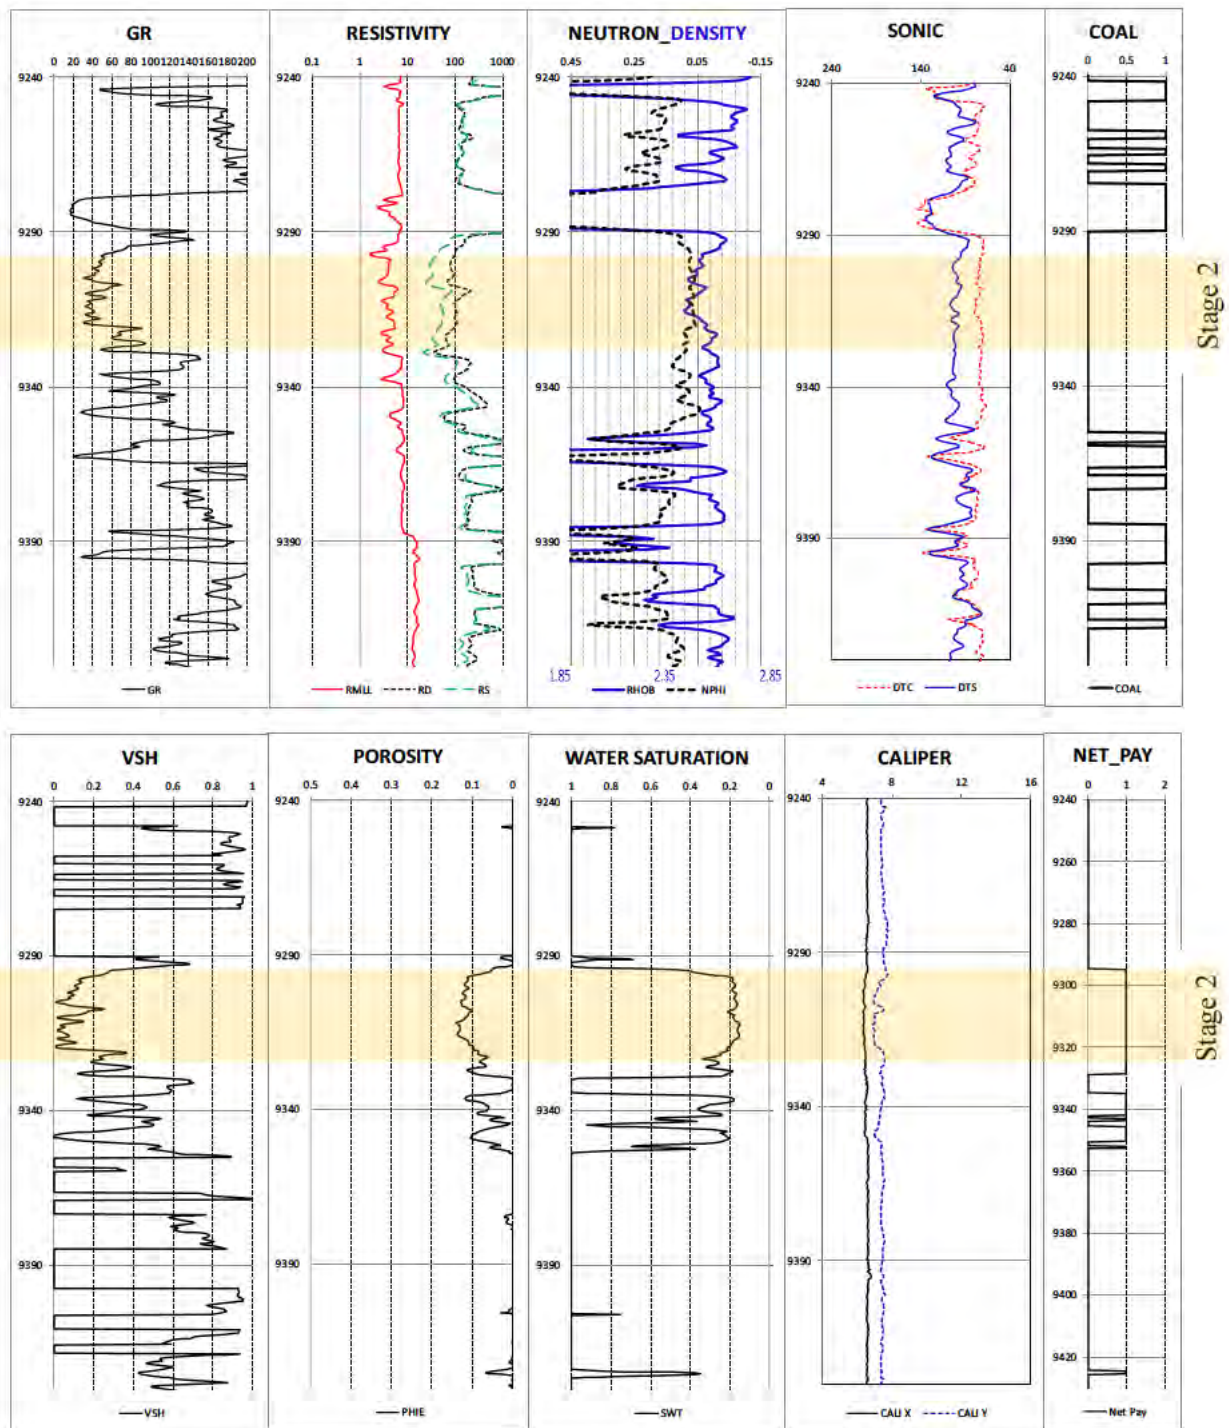 GR
0 20 40 60 80 100120140160180200
9240
9290
9340
9390
GR
RESISTIVITY
0.1 1 10 100 1000
9240
9290
9340
9390
RMLL RD RS
NEUTRON_DENSITY
0.45 0.25 0.05 -0.15
9240
9290
9340
9390
1.85 2.35 2.85
RHOB NPHI
SONIC
240 140 40
9240
9290
9340
9390
DTC DTS
COAL
0 0.5 1
9240
9290
9340
9390
COAL
Stage 2
VSH
0 0.2 0.4 0.6 0.8 1
9240
9290
9340
9390
VSH
POROSITY
0.5 0.4 0.3 0.2 0.1 0
9240
9290
9340
9390
PHIE
WATER SATURATION
1 0.8 0.6 0.4 0.2 0
9240
9290
9340
9390
SWT
CALIPER
4 8 12 16
9240
9290
9340
9390
CALI X CALI Y
NET_PAY
0 1 2
9240
9260
9280
9300
9320
9340
9360
9380
9400
9420
Net Pay
Stage 2